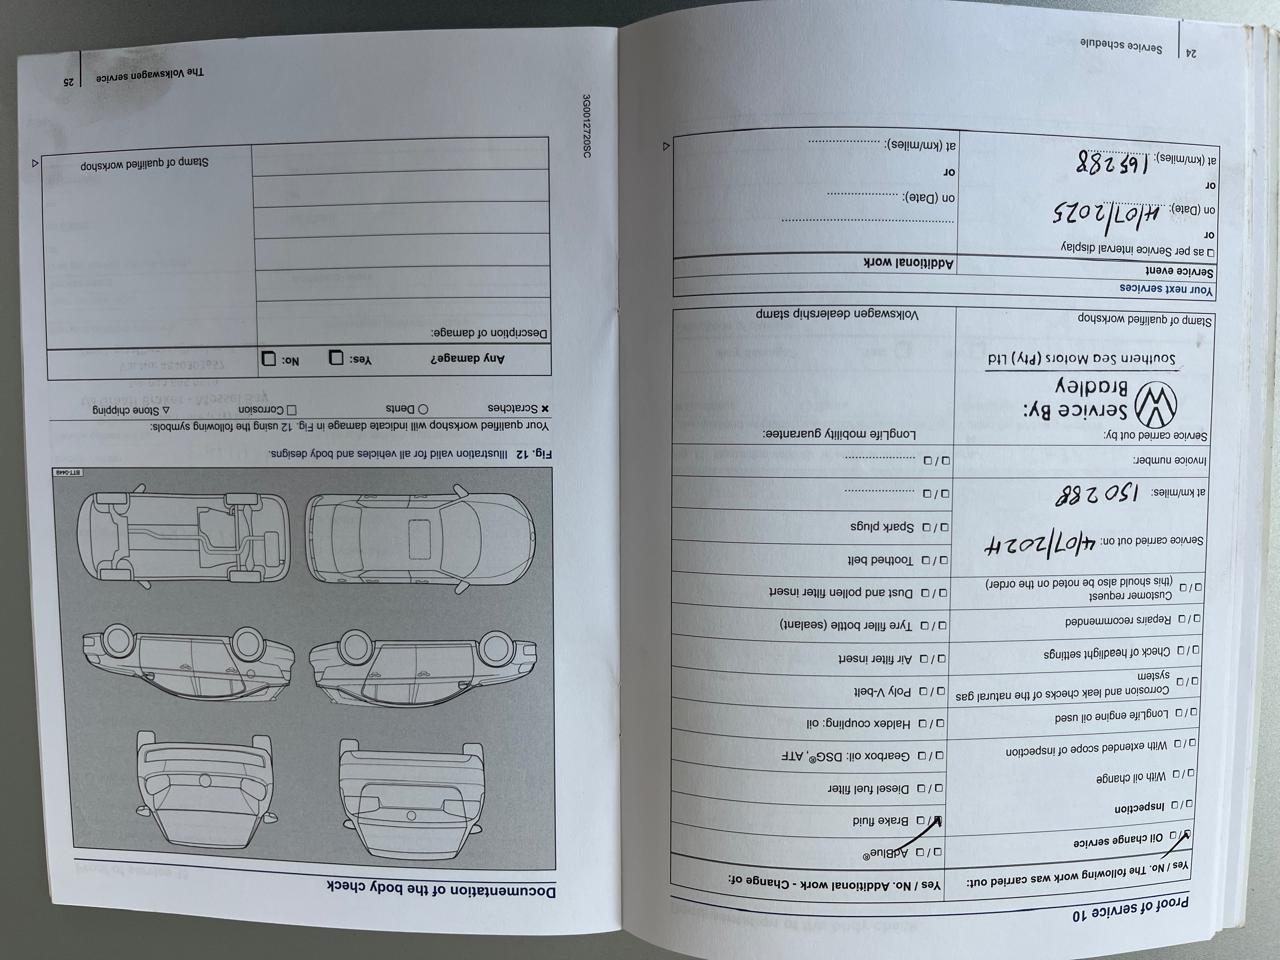 Proof of service 10
Yes / No. The following work was carried out:
☑/☐ Oil change service
☐/☐ Inspection
☐/☐ With oil change
☐/☐ With extended scope of inspection
☐/☐ LongLife engine oil used
☐/☐ Corrosion and leak checks of the natural gas
system
☐/☐ Check of headlight settings
☐/☐ Repairs recommended
☐/☐ Customer request
(this should also be noted on the order)
Service carried out on: 4/07/2024
at km/miles: 150 288
Invoice number:
Service carried out by:
Service By:
Bradley
Southern Sea Motors (Pty) Ltd
Stamp of qualified workshop
Yes / No. Additional work - Change of:
☐/☐ AdBlue®
☑/☐ Brake fluid
☐/☐ Diesel fuel filter
☐/☐ Gearbox oil: DSG®, ATF
☐/☐ Haldex coupling: oil
☐/☐ Poly V-belt
☐/☐ Air filter insert
☐/☐ Tyre filler bottle (sealant)
☐/☐ Dust and pollen filter insert
☐/☐ Toothed belt
☐/☐ Spark plugs
☐/☐ ....................
☐/☐ ....................
LongLife mobility guarantee:
Volkswagen dealership stamp
Your next services
Service event
☐ as per Service interval display
or
on (Date): 4/07/2025
or
at (km/miles): 165 288
Additional work
..................................................
on (Date): ....................
or
at (km/miles): ....................
24
Service schedule
Documentation of the body check
BTT-0449
Fig. 12 Illustration valid for all vehicles and body designs.
Your qualified workshop will indicate damage in Fig. 12 using the following symbols:
✖ Scratches ○ Dents □ Corrosion △ Stone chipping
Any damage? Yes: ☐ No: ☐
Description of damage:
Stamp of qualified workshop
3G0012720SC
The Volkswagen service
25